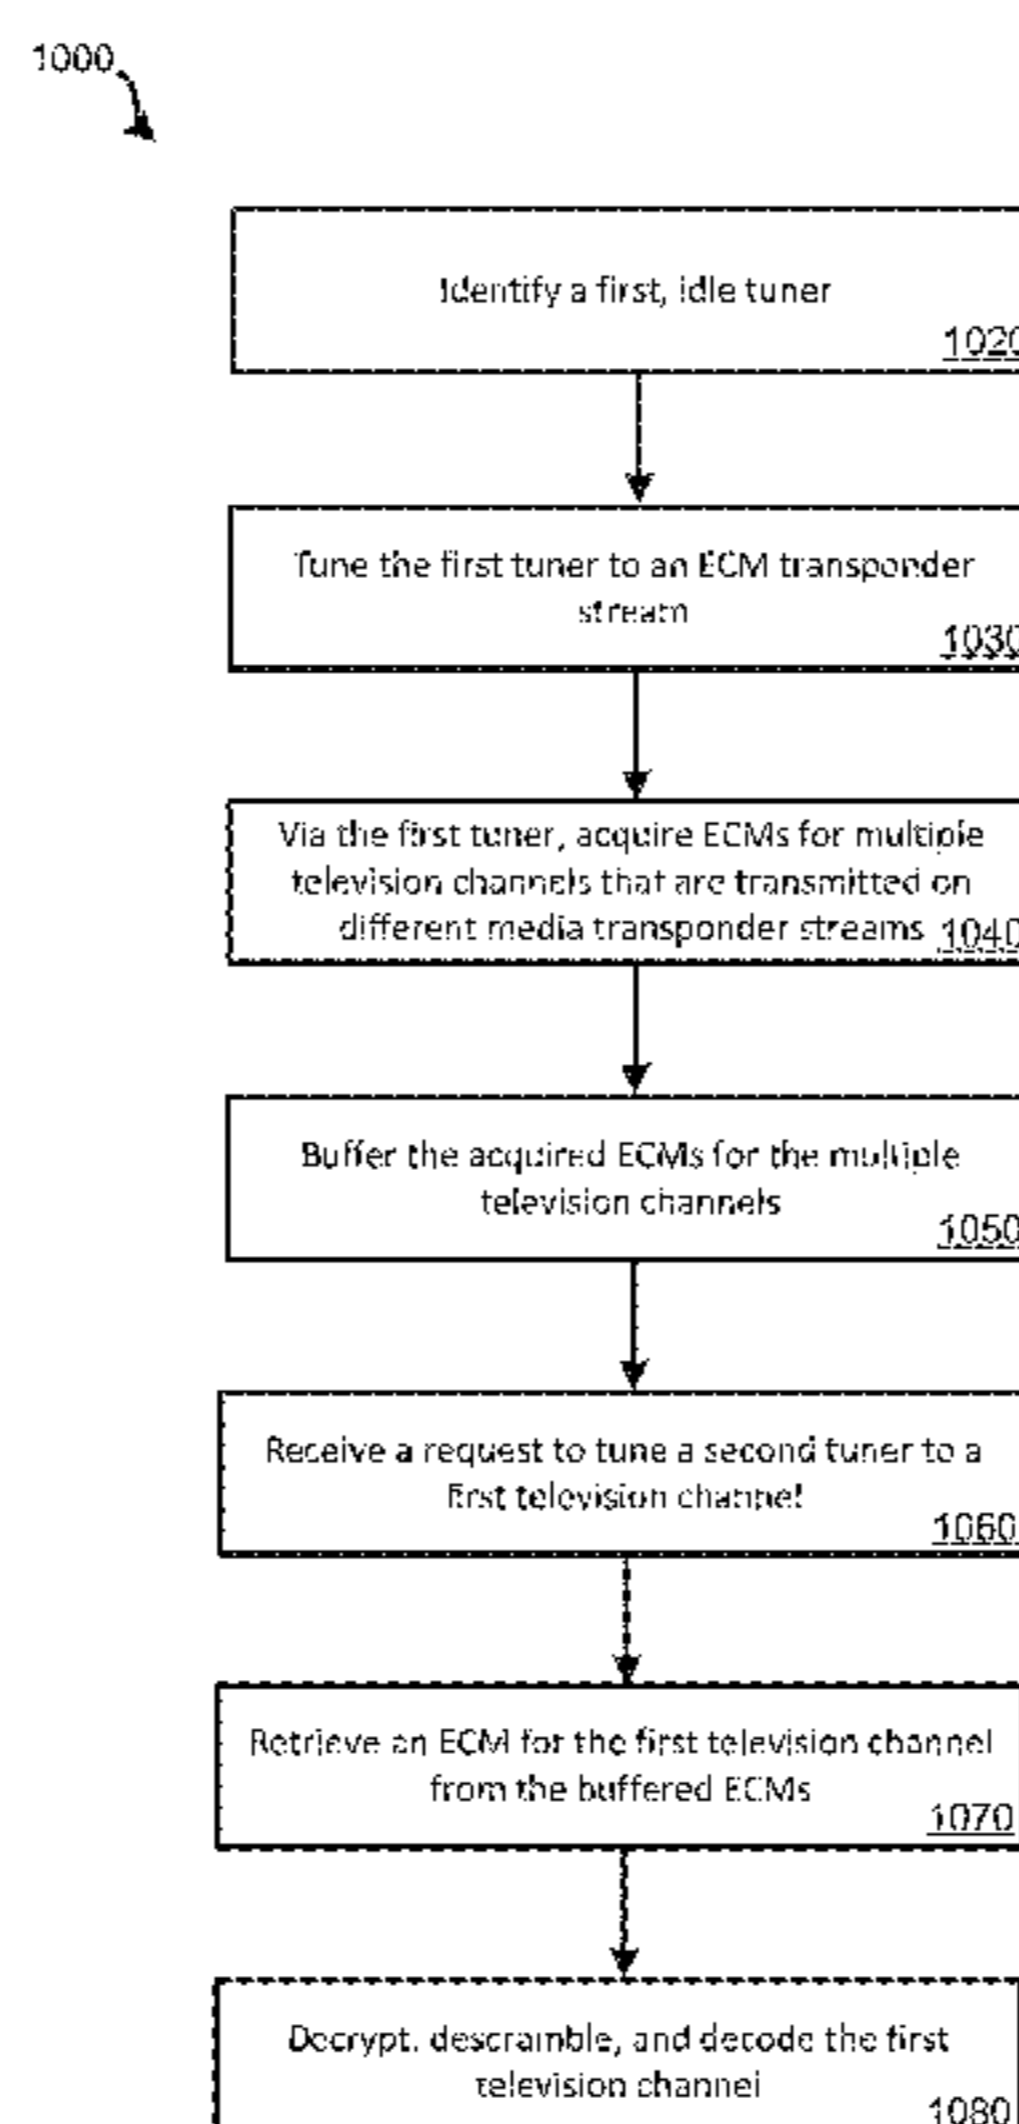 1000
Identify a first, idle tuner
1020
Tune the first tuner to an ECM transponder
stream
1030
Via the first tuner, acquire ECMs for multiple
television channels that are transmitted on
different media transponder streams 1040
Buffer the acquired ECMs for the multiple
television channels
1050
Receive a request to tune a second tuner to a
first television channel
1060
Retrieve an ECM for the first television channel
from the buffered ECMs
1070
Decrypt, descramble, and decode the first
television channel
1080